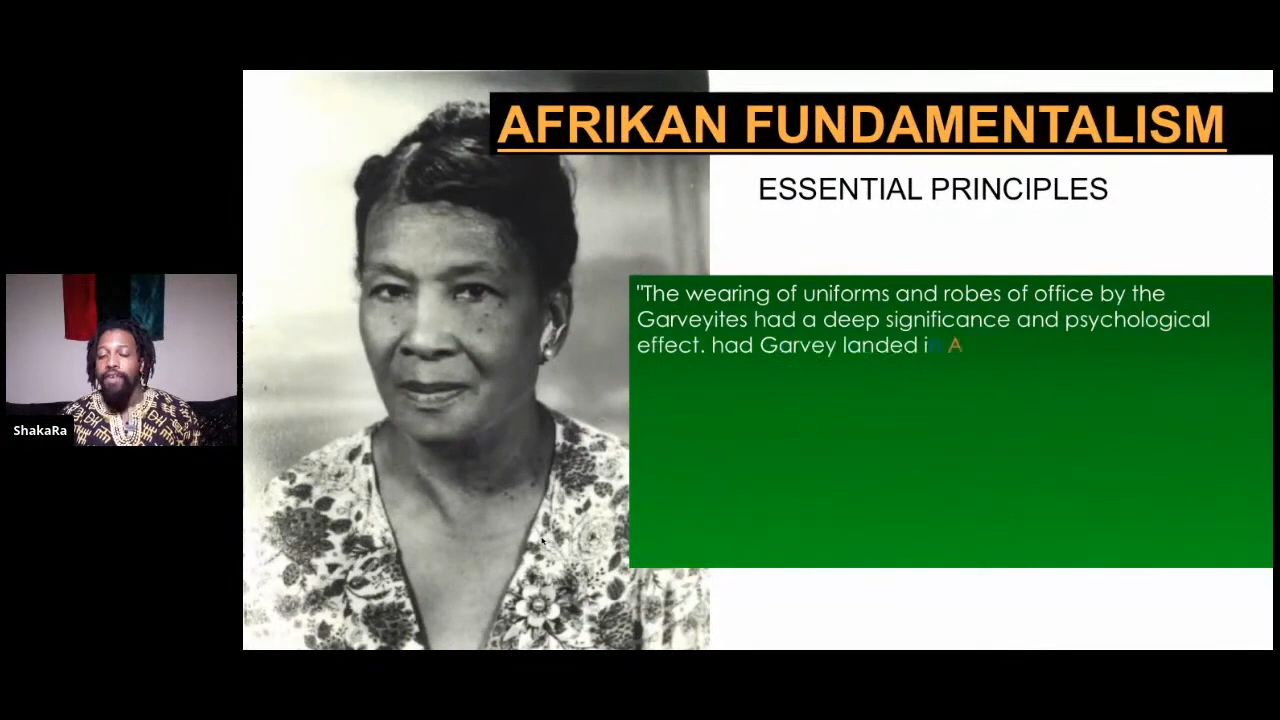 AFRIKAN FUNDAMENTALISM
ESSENTIAL PRINCIPLES
"The wearing of uniforms and robes of office by the
Garveyites had a deep significance and psychological
effect. had Garvey landed in A
ShakaRa